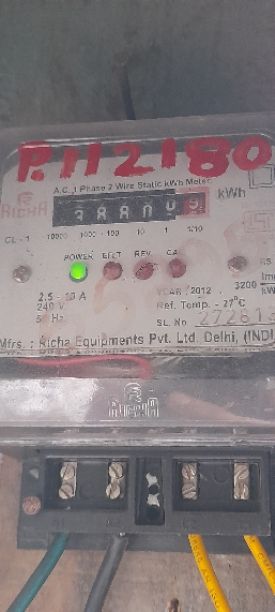 P.112180
A.C. 1 Phase 2 Wire Static kWh Meter
RICHA
kWh
CL - 1 10000 1000 100 10 1 1/10
POWER E/LT REV. CAL
2.5 - 10 A
240 V
50 Hz
YEAR / 2012
3200
Ref. Temp. - 27°C
SL. No
Mfrs. : Richa Equipments Pvt. Ltd. Delhi, (INDI
RICHA